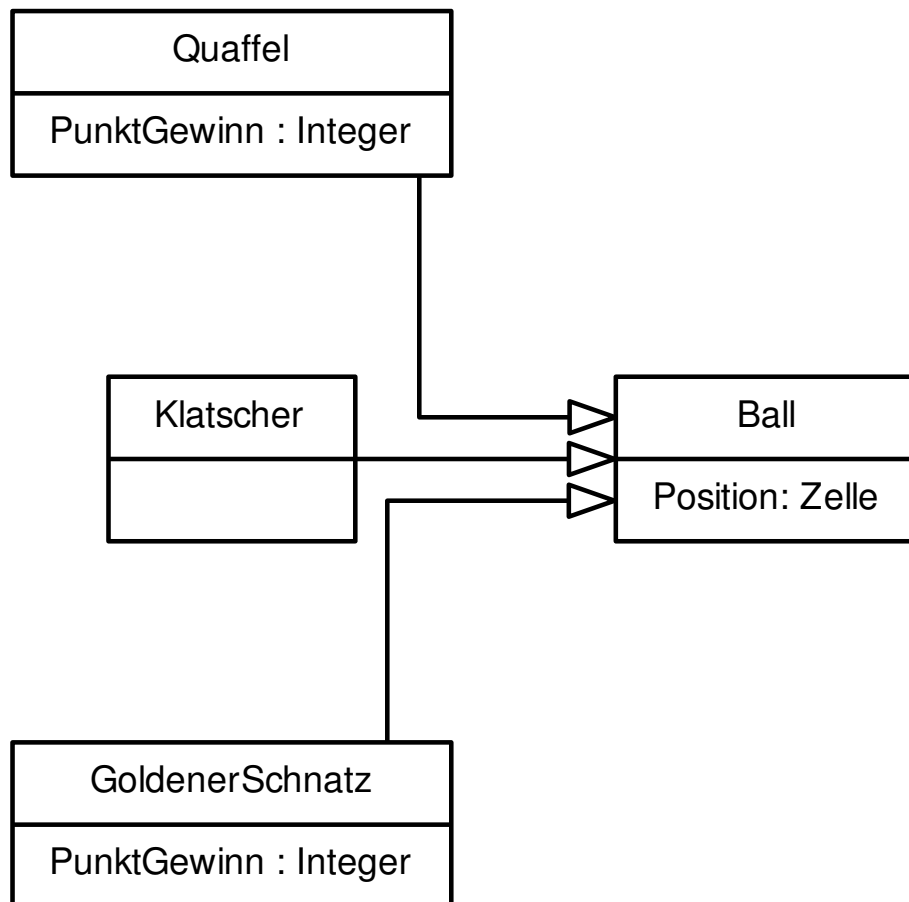 Quaffel
PunktGewinn : Integer
Klatscher
Ball
Position: Zelle
GoldenerSchnatz
PunktGewinn : Integer